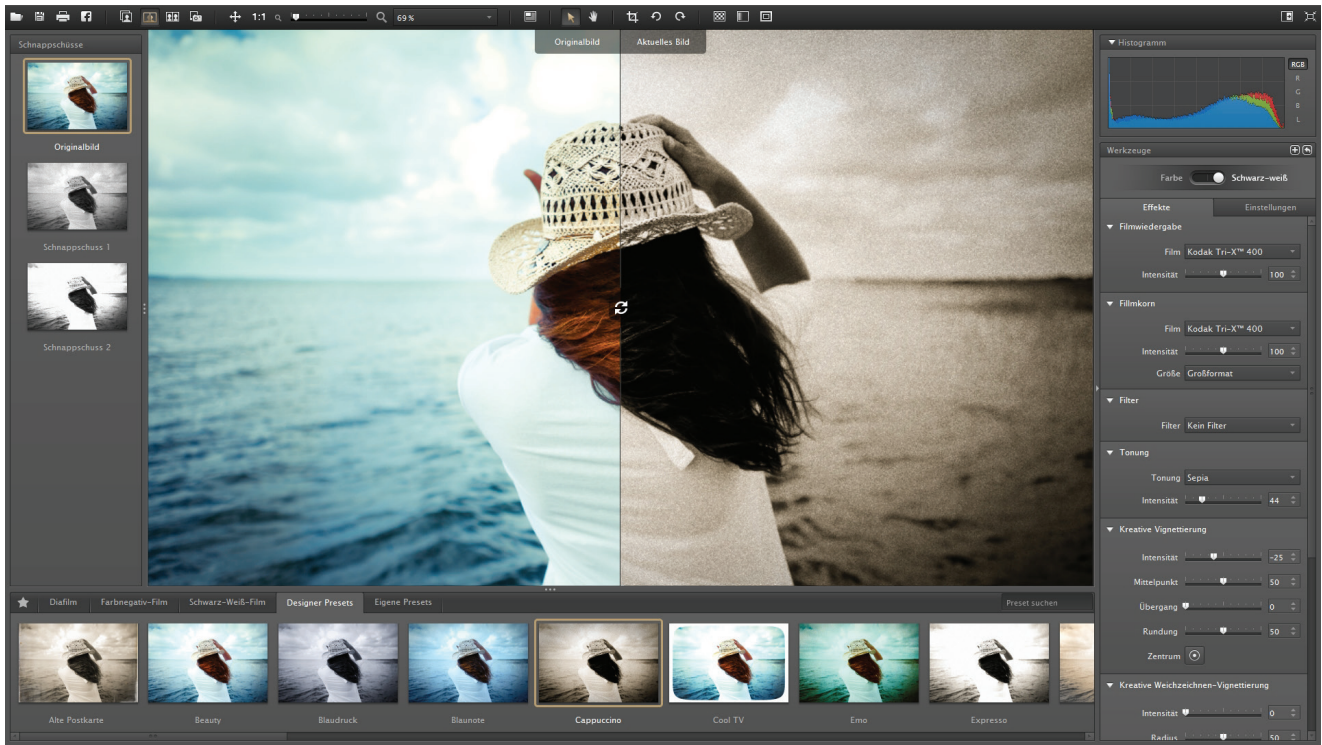 1:1
69 %
Schnappschüsse
Originalbild
Schnappschuss 1
Schnappschuss 2
Originalbild
Aktuelles Bild
Histogramm
RGB
R
G
B
L
Werkzeuge
Farbe
Schwarz-weiß
Effekte
Einstellungen
Filmwiedergabe
Film Kodak Tri-X™ 400
Intensität 100
Fillmkorn
Film Kodak Tri-X™ 400
Intensität 100
Größe Großformat
Filter
Filter Kein Filter
Tonung
Tonung Sepia
Intensität 44
Kreative Vignettierung
Intensität -25
Mittelpunkt 50
Übergang 0
Rundung 50
Zentrum
Kreative Weichzeichnen-Vignettierung
Intensität 0
Radius 50
Diafilm
Farbnegativ-Film
Schwarz-Weiß-Film
Designer Presets
Eigene Presets
Preset suchen
Alte Postkarte
Beauty
Blaudruck
Blaunote
Cappuccino
Cool TV
Emo
Expresso